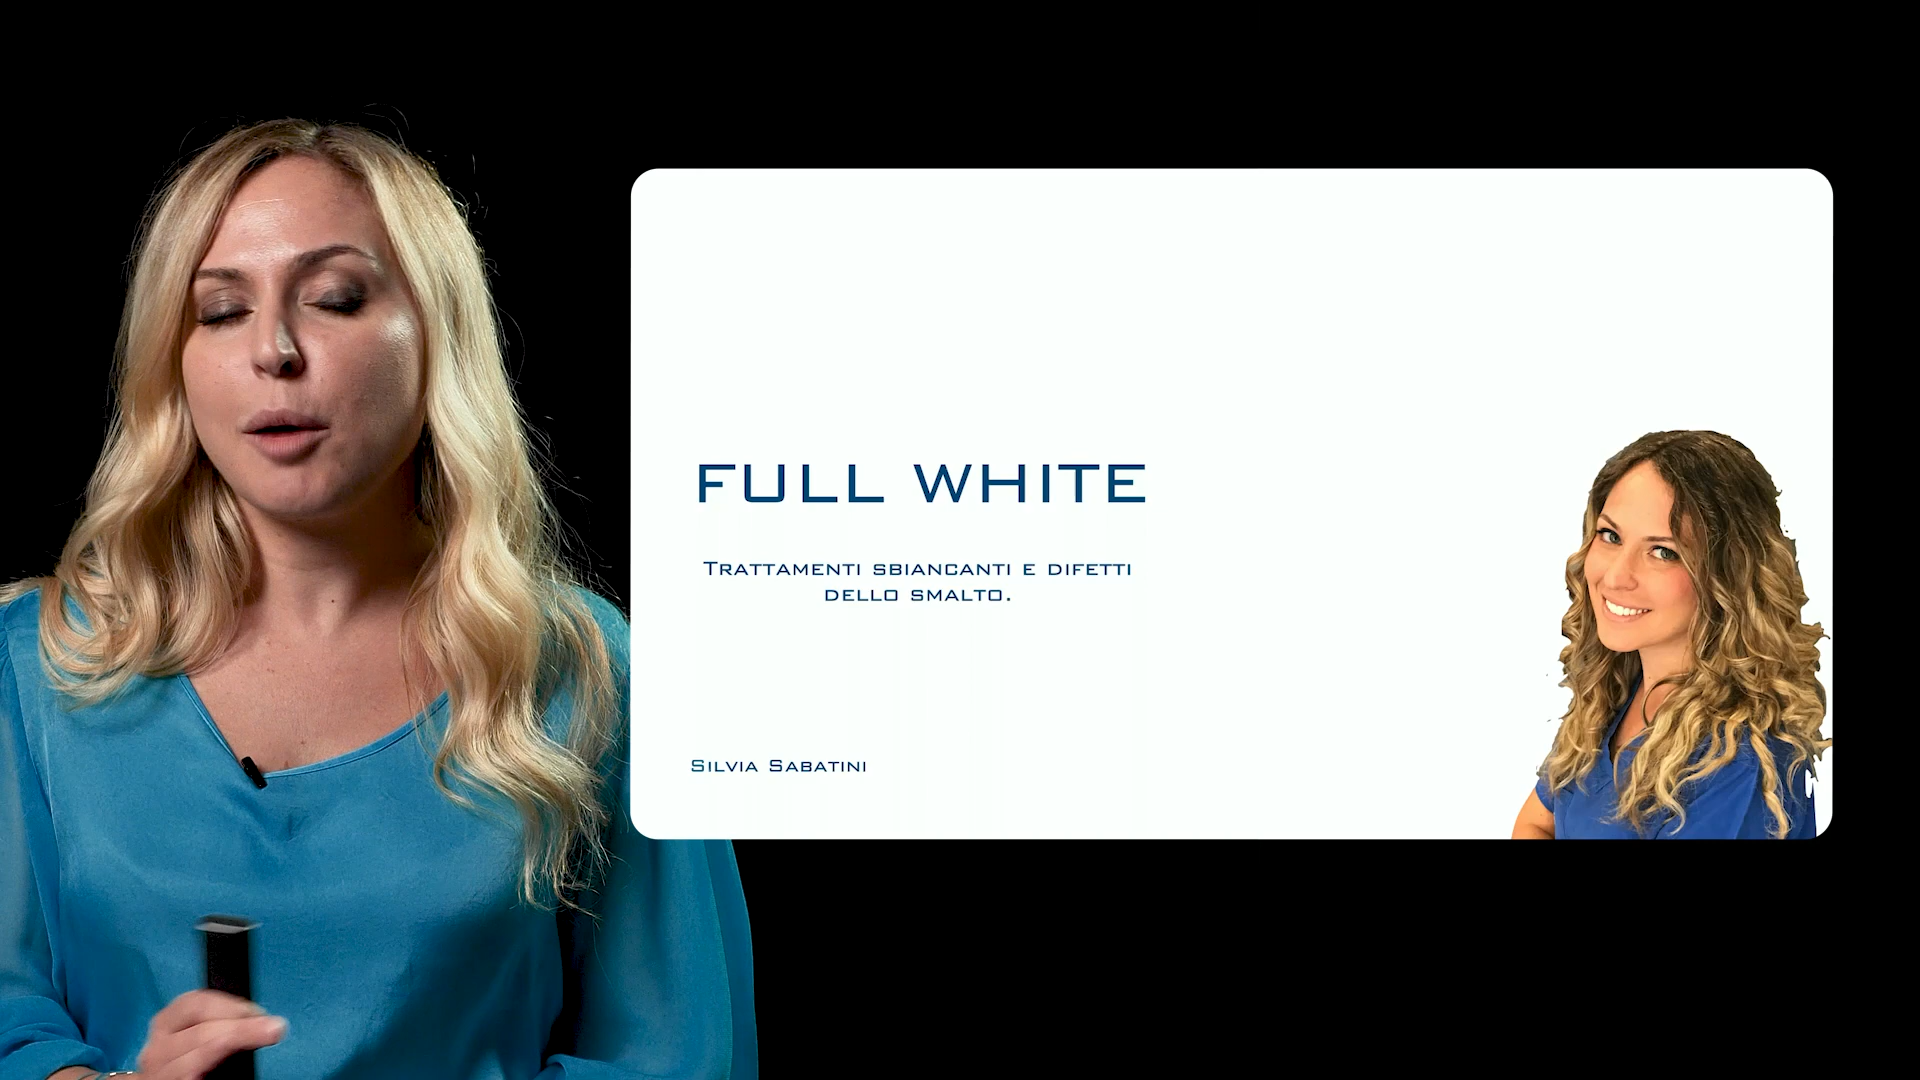 FULL WHITE
Trattamenti sbiancanti e difetti
dello smalto.
Silvia Sabatini